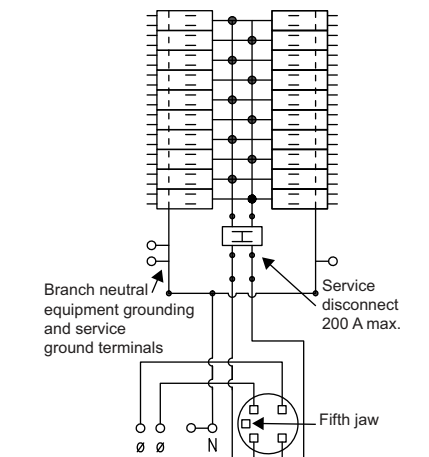 Branch neutral
equipment grounding
and service
ground terminals
Service
disconnect
200 A max.
Fifth jaw
ø ø N